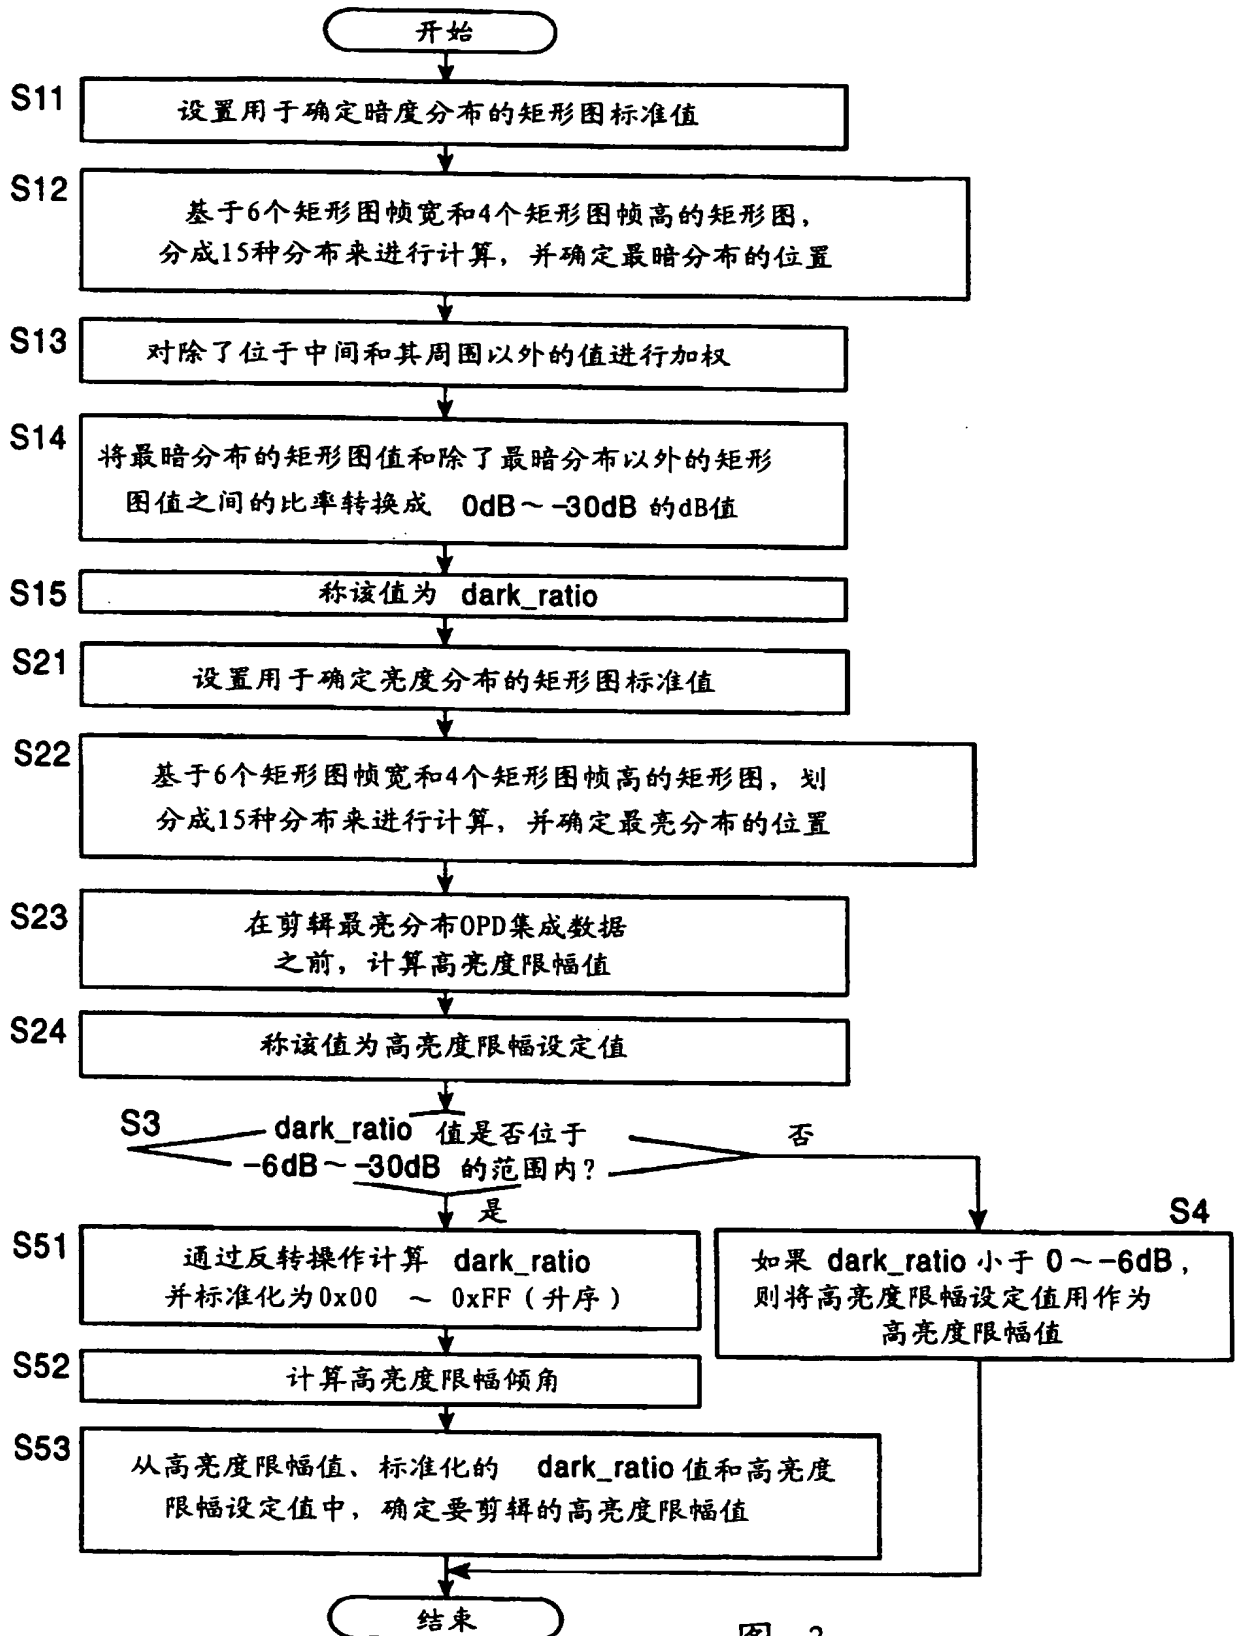 开始
S11
设置用于确定暗度分布的矩形图标准值
S12
基于6个矩形图帧宽和4个矩形图帧高的矩形图，
分成15种分布来进行计算，并确定最暗分布的位置
S13
对除了位于中间和其周围以外的值进行加权
S14
将最暗分布的矩形图值和除了最暗分布以外的矩形
图值之间的比率转换成 0dB～-30dB 的dB值
S15
称该值为 dark_ratio
S21
设置用于确定亮度分布的矩形图标准值
S22
基于6个矩形图帧宽和4个矩形图帧高的矩形图，划
分成15种分布来进行计算，并确定最亮分布的位置
S23
在剪辑最亮分布OPD集成数据
之前，计算高亮度限幅值
S24
称该值为高亮度限幅设定值
S3
dark_ratio 值是否位于
-6dB～-30dB 的范围内？
否
是
S51
通过反转操作计算 dark_ratio
并标准化为0x00 ～ 0xFF（升序）
S4
如果 dark_ratio 小于 0～-6dB，
则将高亮度限幅设定值用作为
高亮度限幅值
S52
计算高亮度限幅倾角
S53
从高亮度限幅值、标准化的 dark_ratio 值和高亮度
限幅设定值中，确定要剪辑的高亮度限幅值
结束